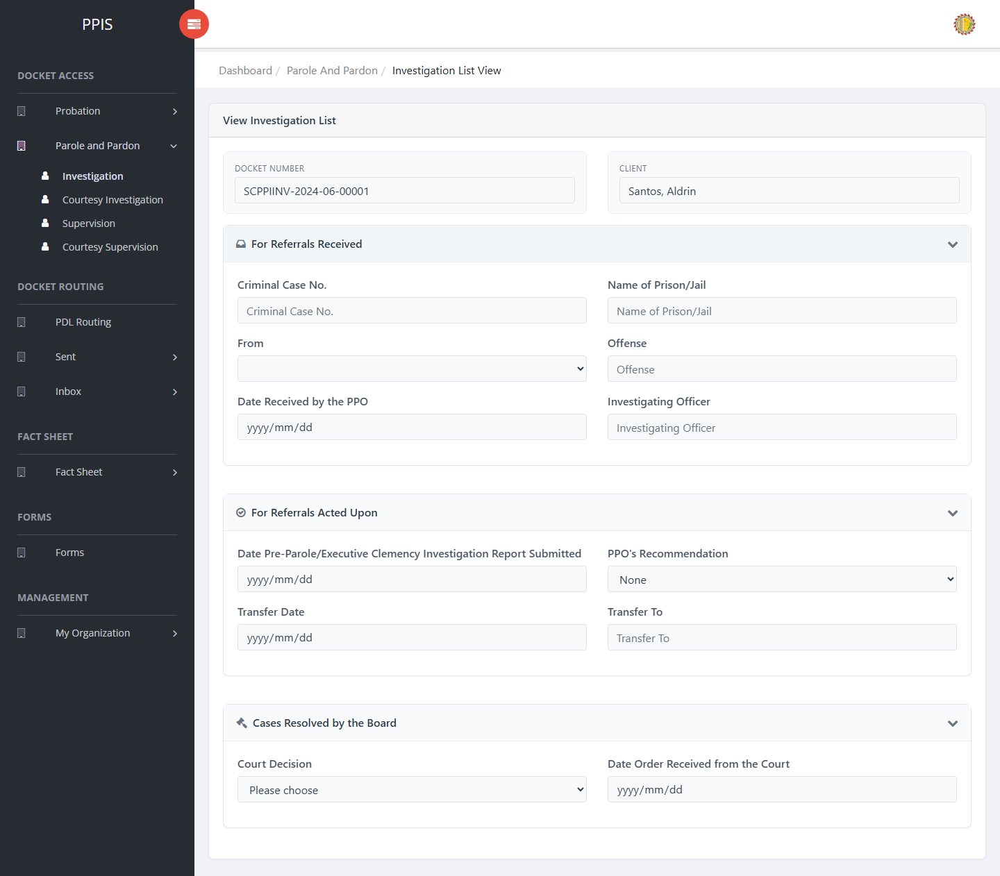 PPIS
DOCKET ACCESS
Probation
Parole and Pardon
Investigation
Courtesy Investigation
Supervision
Courtesy Supervision
DOCKET ROUTING
PDL Routing
Sent
Inbox
FACT SHEET
Fact Sheet
FORMS
Forms
MANAGEMENT
My Organization
Dashboard / Parole And Pardon / Investigation List View
View Investigation List
DOCKET NUMBER
SCPPIINV-2024-06-00001
CLIENT
Santos, Aldrin
For Referrals Received
Criminal Case No.
Criminal Case No.
Name of Prison/Jail
Name of Prison/Jail
From
Offense
Offense
Date Received by the PPO
yyyy/mm/dd
Investigating Officer
Investigating Officer
For Referrals Acted Upon
Date Pre-Parole/Executive Clemency Investigation Report Submitted
yyyy/mm/dd
PPO's Recommendation
None
Transfer Date
yyyy/mm/dd
Transfer To
Transfer To
Cases Resolved by the Board
Court Decision
Please choose
Date Order Received from the Court
yyyy/mm/dd